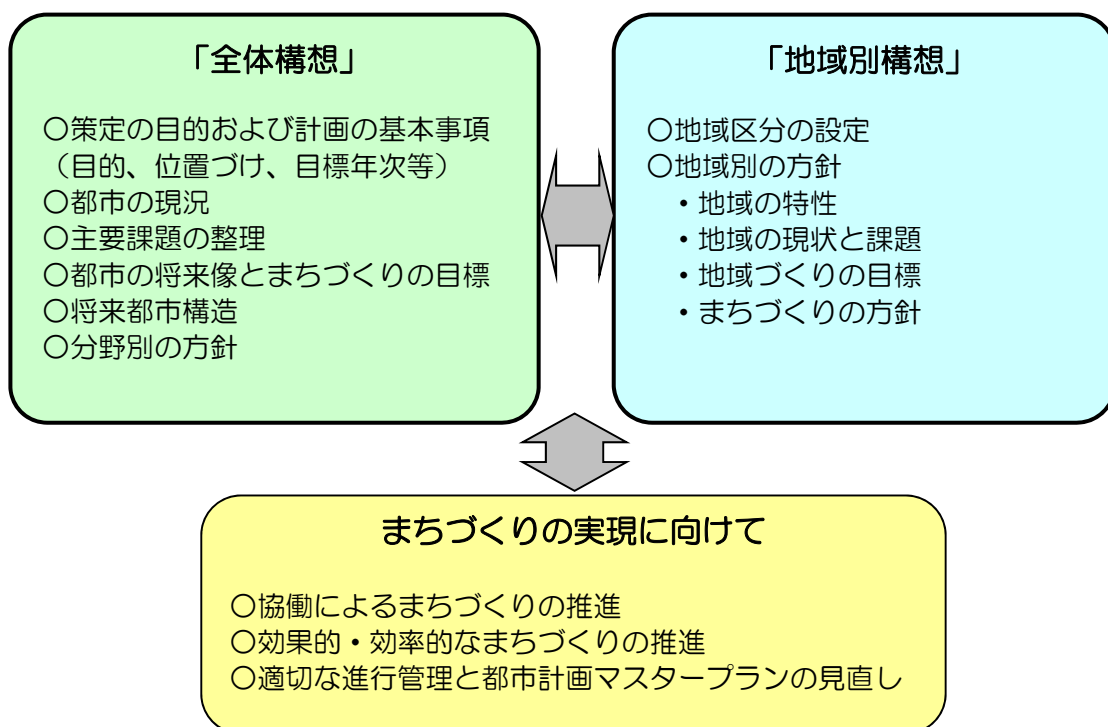 「全体構想」
○策定の目的および計画の基本事項
（目的、位置づけ、目標年次等）
○都市の現況
○主要課題の整理
○都市の将来像とまちづくりの目標
○将来都市構造
○分野別の方針
「地域別構想」
○地域区分の設定
○地域別の方針
・地域の特性
・地域の現状と課題
・地域づくりの目標
・まちづくりの方針
まちづくりの実現に向けて
○協働によるまちづくりの推進
○効果的・効率的なまちづくりの推進
○適切な進行管理と都市計画マスタープランの見直し